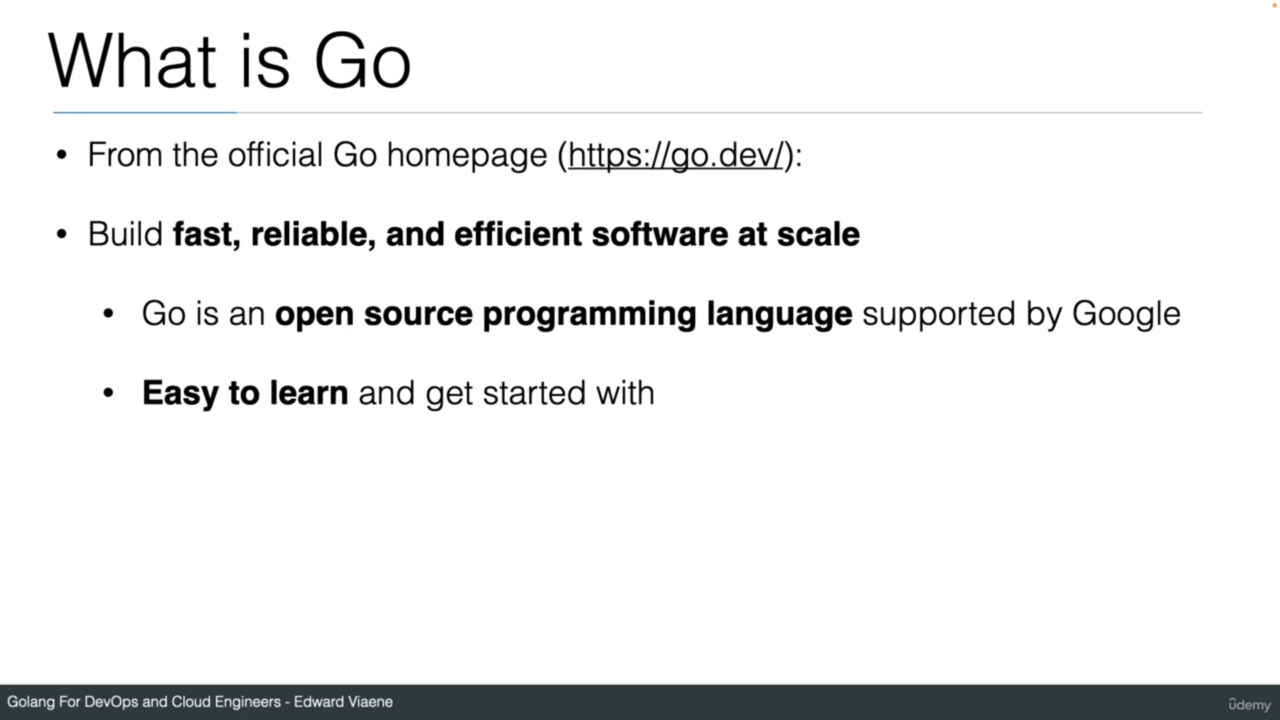 What is Go
• From the official Go homepage (https://go.dev/):
• Build fast, reliable, and efficient software at scale
• Go is an open source programming language supported by Google
• Easy to learn and get started with
Golang For DevOps and Cloud Engineers - Edward Viaene
ûdemy